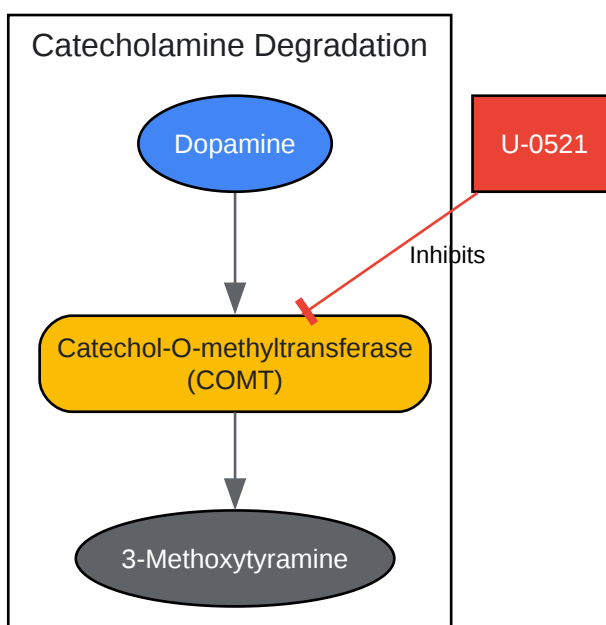 Catecholamine Degradation
Dopamine
U-0521
Inhibits
Catechol-O-methyltransferase
(COMT)
3-Methoxytyramine